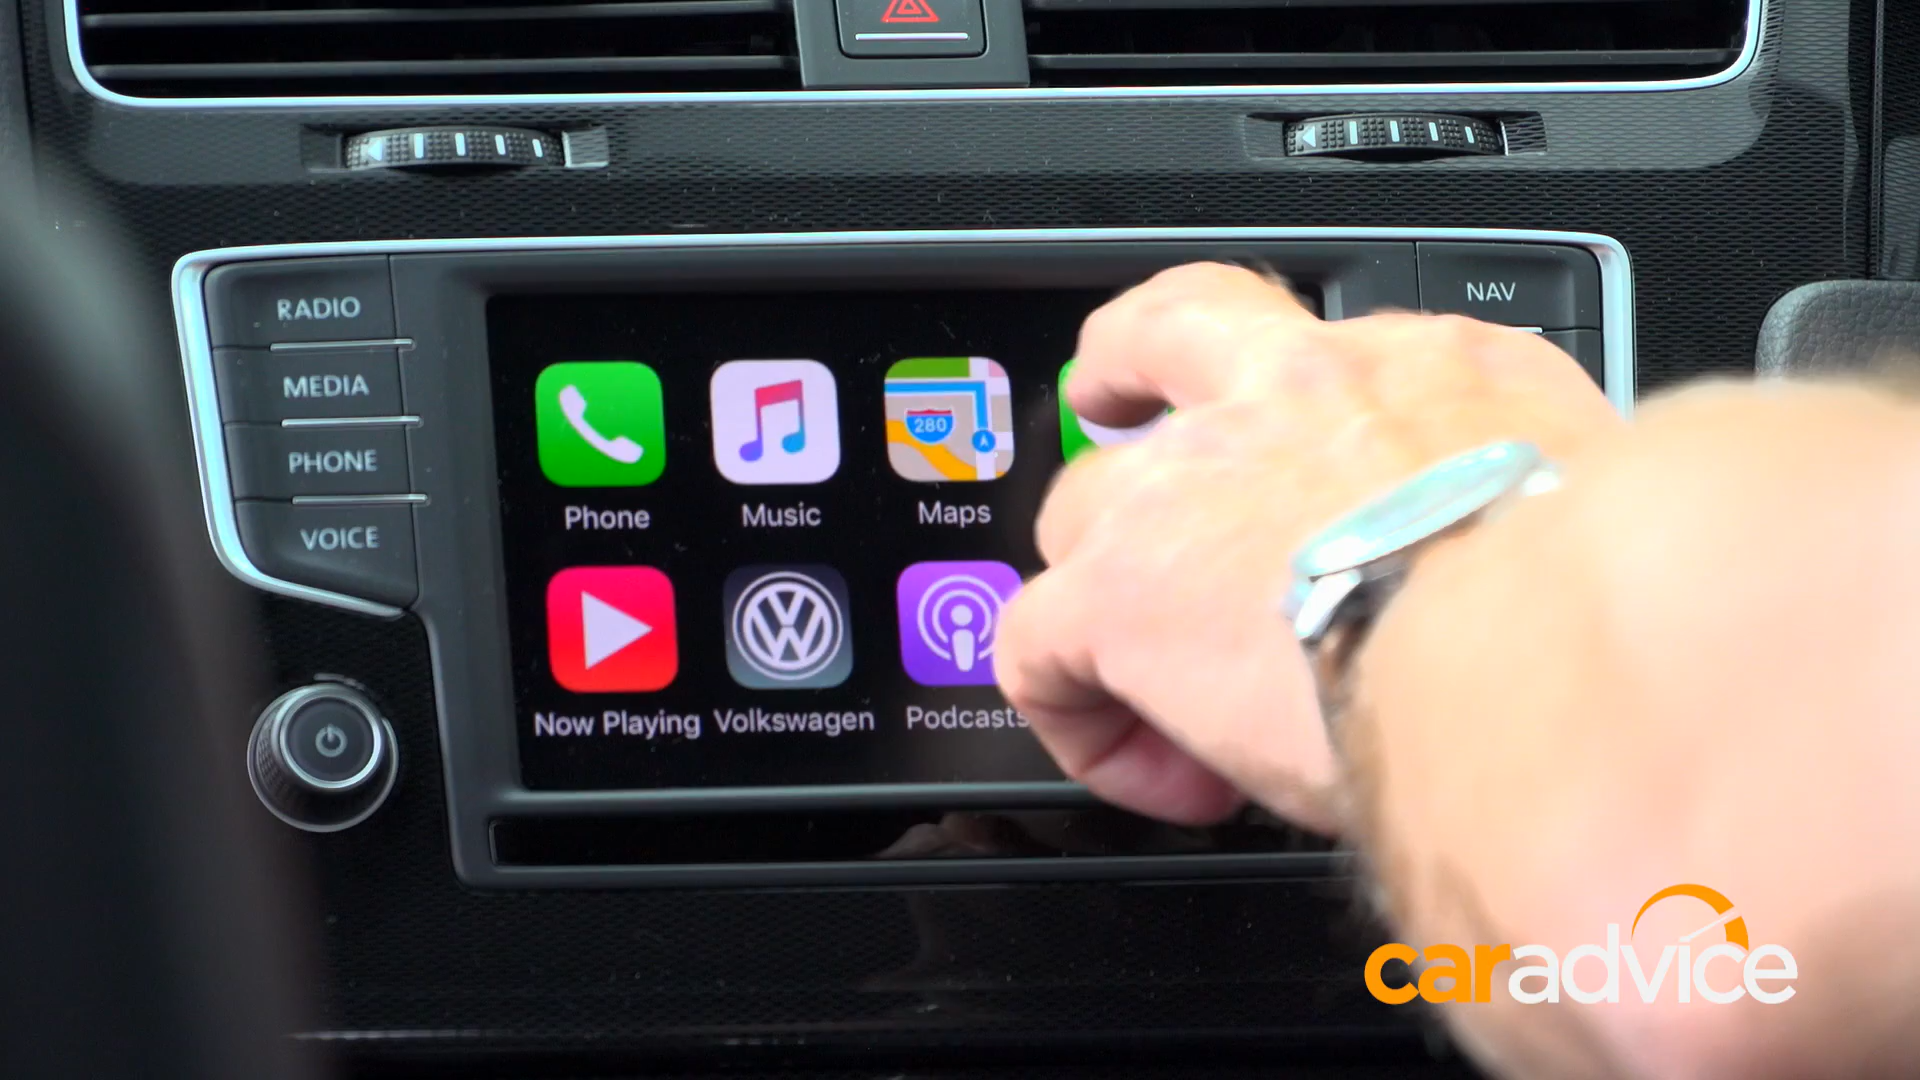 RADIO
NAV
MEDIA
PHONE
VOICE
280
Phone
Music
Maps
Now Playing
Volkswagen
Podcasts
caradvice